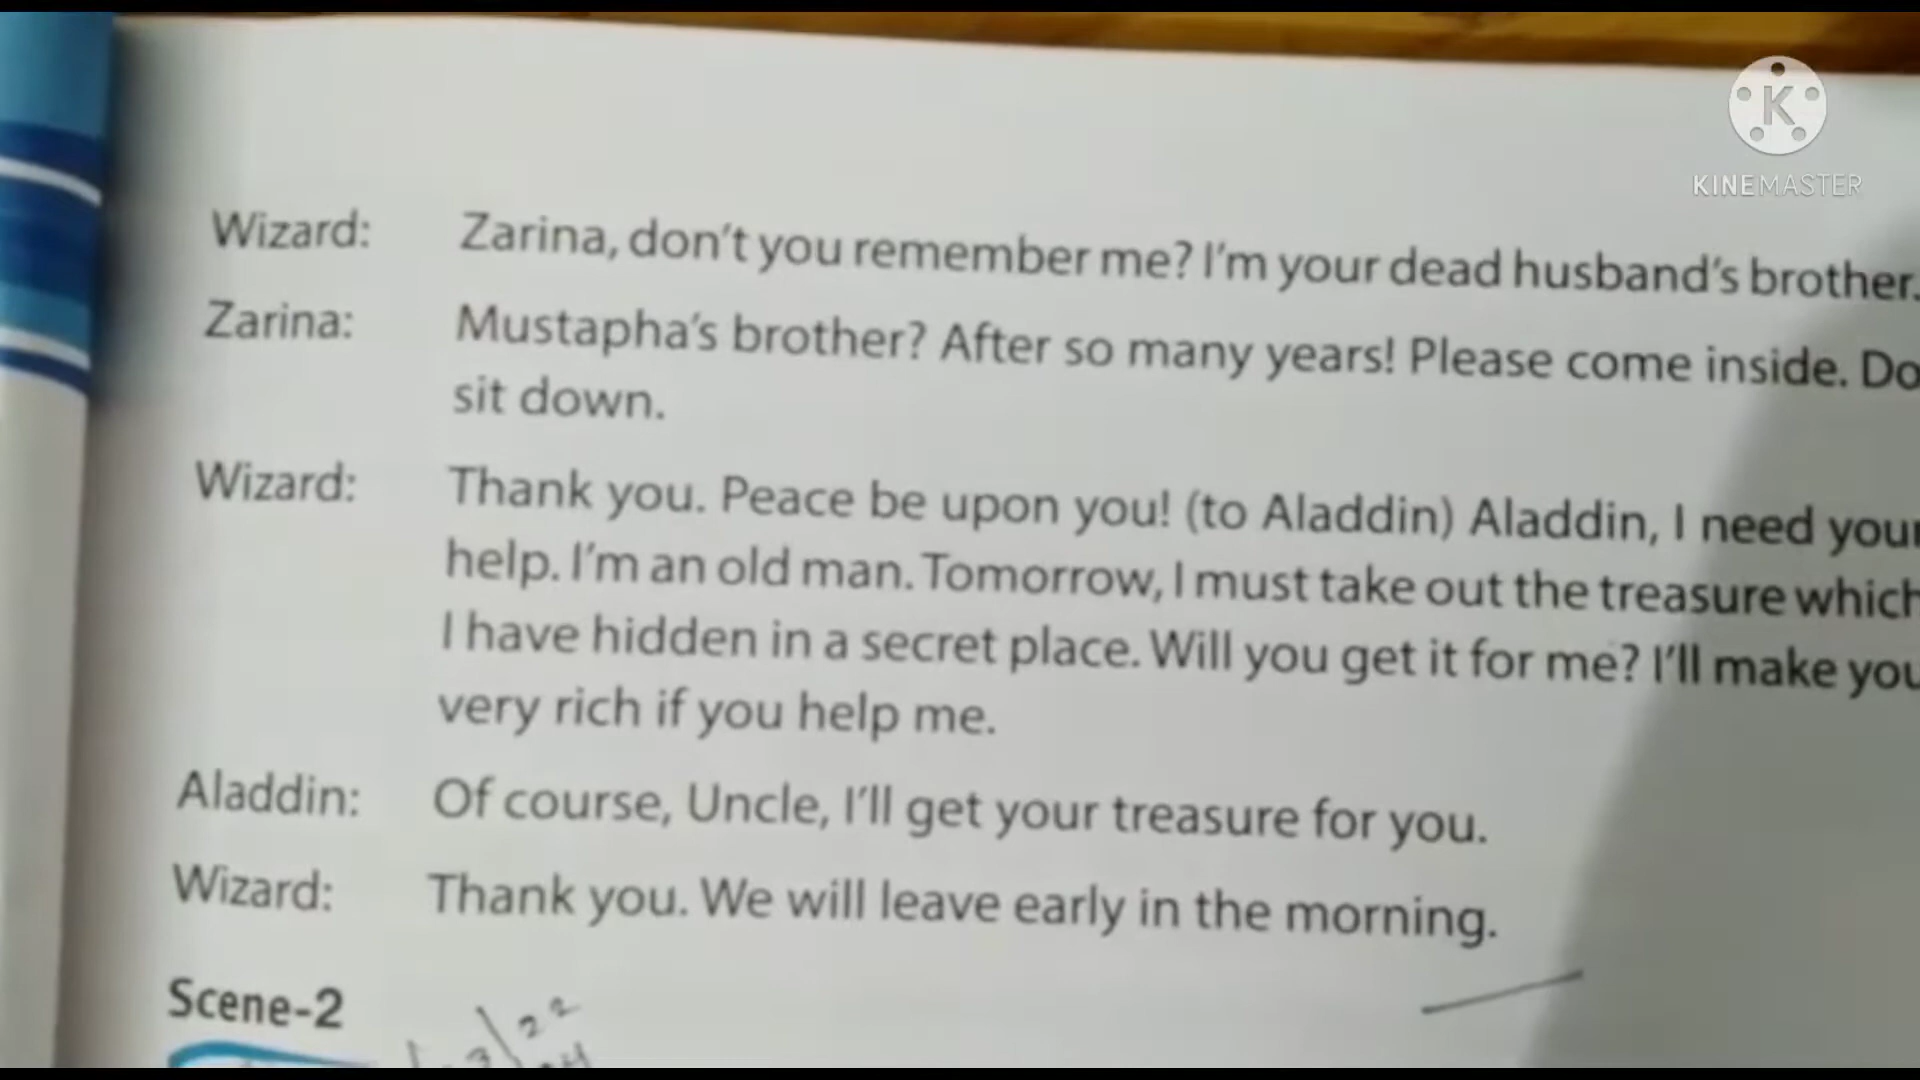 KINEMASTER
Wizard: Zarina, don't you remember me? I'm your dead husband's brother.
Zarina: Mustapha's brother? After so many years! Please come inside. Do
sit down.
Wizard: Thank you. Peace be upon you! (to Aladdin) Aladdin, I need your
help. I'm an old man. Tomorrow, I must take out the treasure which
I have hidden in a secret place. Will you get it for me? I'll make you
very rich if you help me.
Aladdin: Of course, Uncle, I'll get your treasure for you.
Wizard: Thank you. We will leave early in the morning.
Scene-2